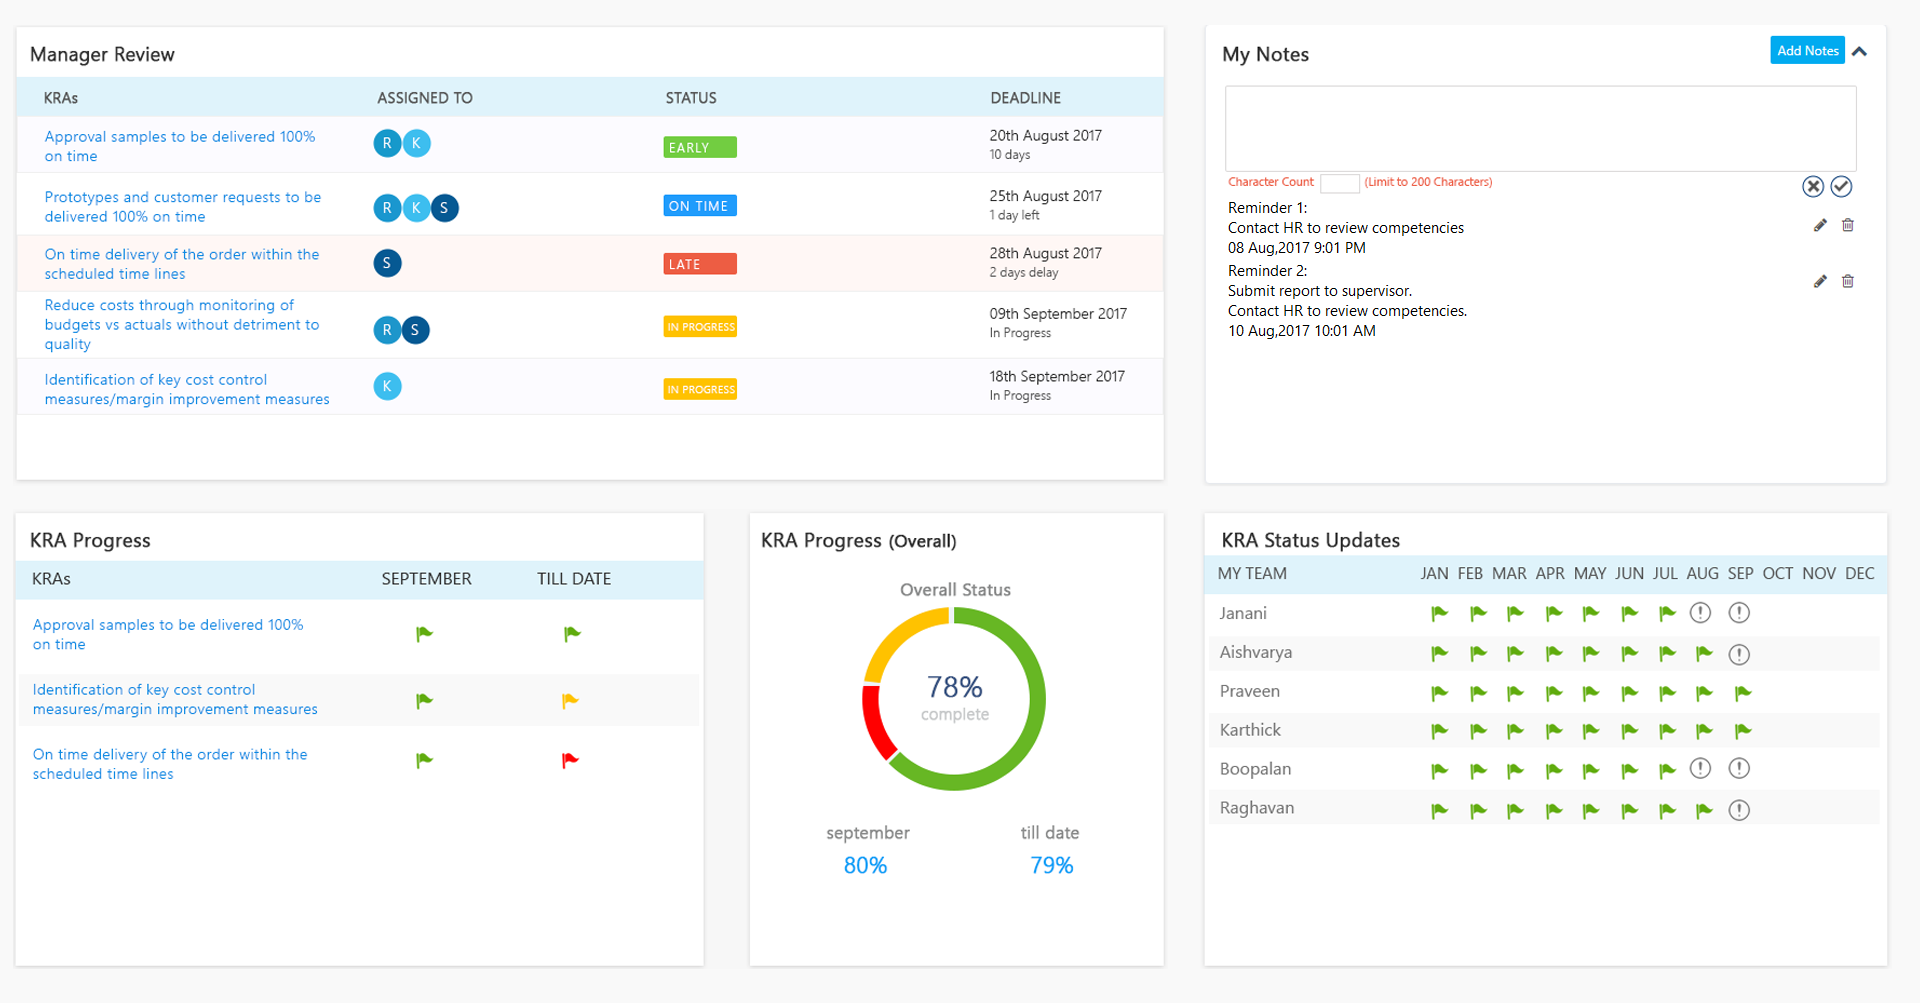 Manager Review
KRAs ASSIGNED TO STATUS DEADLINE
Approval samples to be delivered 100%
on time
R K
EARLY
20th August 2017
10 days
Prototypes and customer requests to be
delivered 100% on time
R K S
ON TIME
25th August 2017
1 day left
On time delivery of the order within the
scheduled time lines
S
LATE
28th August 2017
2 days delay
Reduce costs through monitoring of
budgets vs actuals without detriment to
quality
R S
IN PROGRESS
09th September 2017
In Progress
Identification of key cost control
measures/margin improvement measures
K
IN PROGRESS
18th September 2017
In Progress
My Notes
Add Notes
Character Count (Limit to 200 Characters)
Reminder 1:
Contact HR to review competencies
08 Aug,2017 9:01 PM
Reminder 2:
Submit report to supervisor.
Contact HR to review competencies.
10 Aug,2017 10:01 AM
KRA Progress
KRAs SEPTEMBER TILL DATE
Approval samples to be delivered 100%
on time
Identification of key cost control
measures/margin improvement measures
On time delivery of the order within the
scheduled time lines
KRA Progress (Overall)
Overall Status
78%
complete
september till date
80% 79%
KRA Status Updates
MY TEAM JAN FEB MAR APR MAY JUN JUL AUG SEP OCT NOV DEC
Janani
Aishvarya
Praveen
Karthick
Boopalan
Raghavan